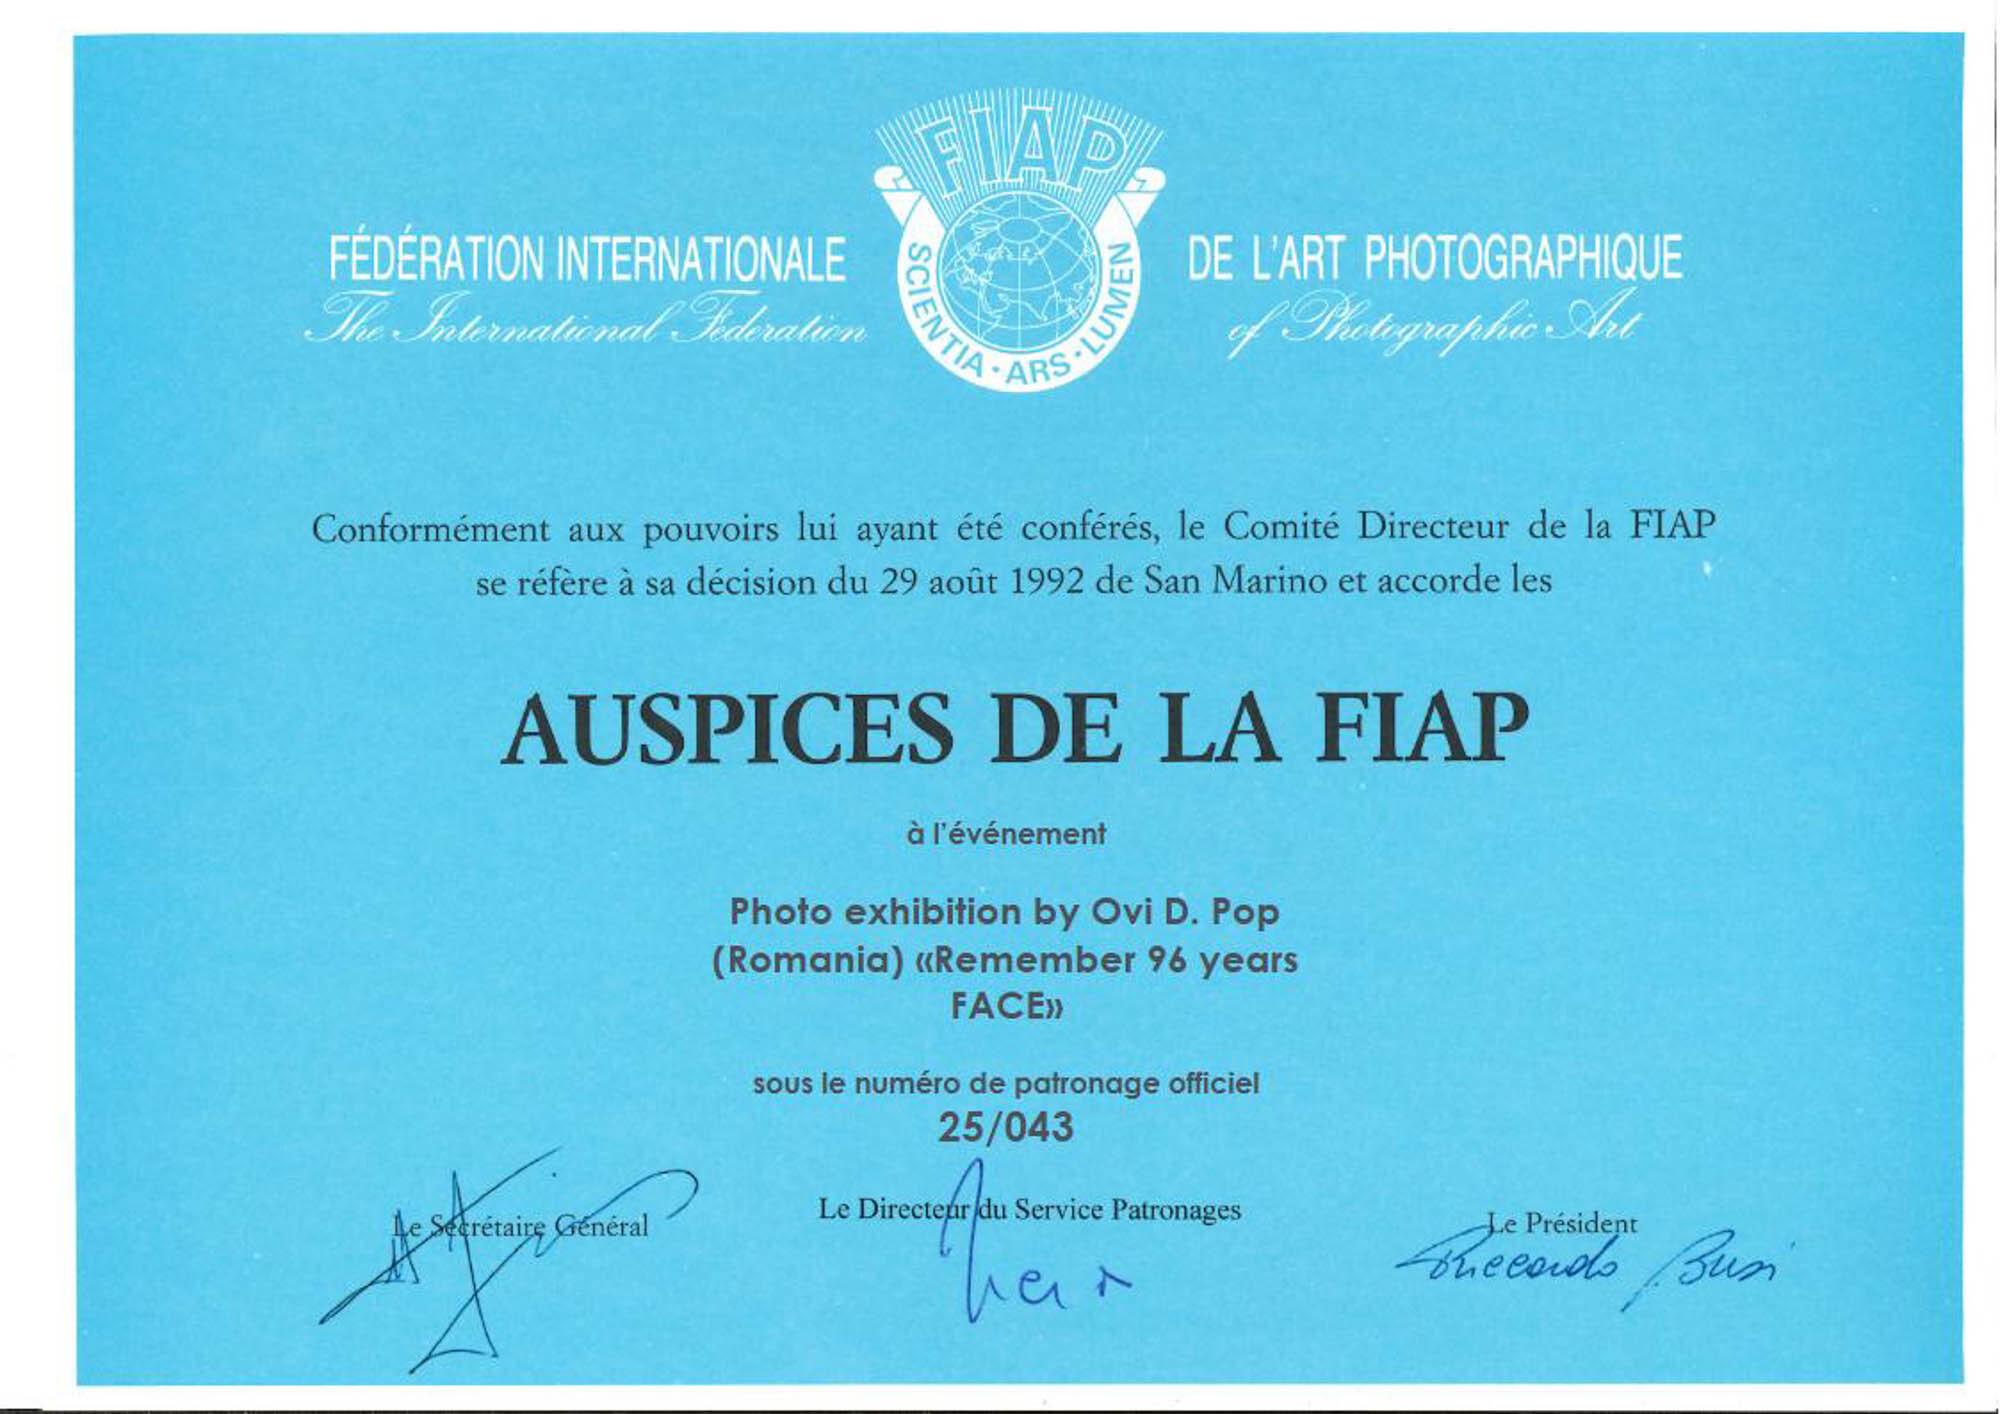 FIAP
SCIENTIA · ARS · LUMEN
FÉDÉRATION INTERNATIONALE DE L'ART PHOTOGRAPHIQUE
The International Federation of Photographic Art
Conformément aux pouvoirs lui ayant été conférés, le Comité Directeur de la FIAP
se réfère à sa décision du 29 août 1992 de San Marino et accorde les
AUSPICES DE LA FIAP
à l'événement
Photo exhibition by Ovi D. Pop
(Romania) «Remember 96 years
FACE»
sous le numéro de patronage officiel
25/043
Le Secrétaire Général
Le Directeur du Service Patronages
Le Président
Riccardo Busi